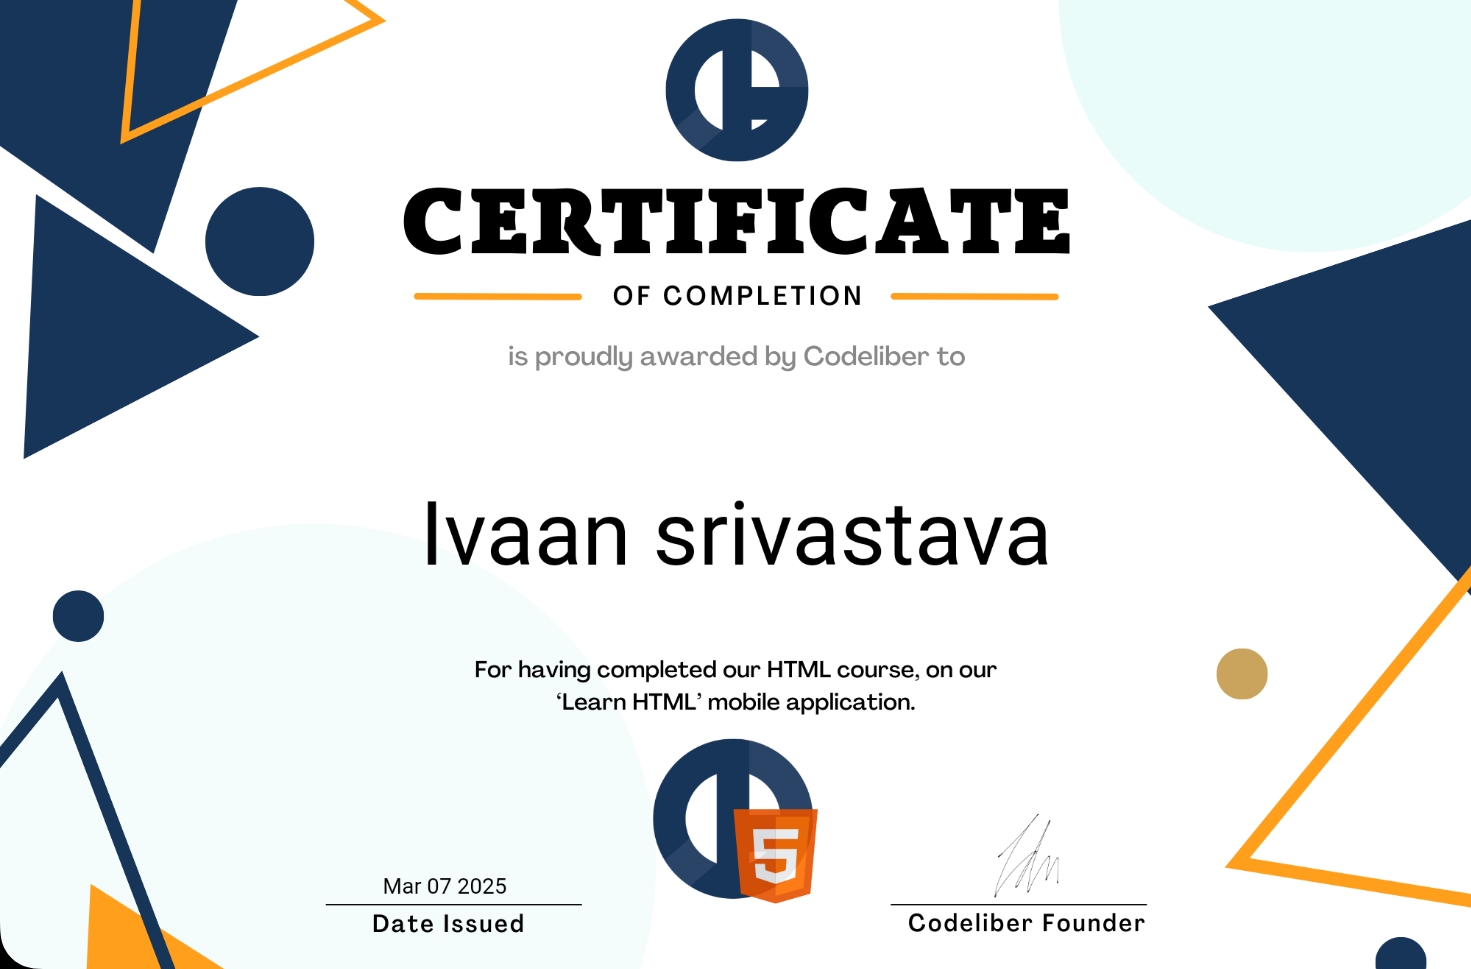 CERTIFICATE
OF COMPLETION
is proudly awarded by Codeliber to
Ivaan srivastava
For having completed our HTML course, on our
‘Learn HTML’ mobile application.
5
Mar 07 2025
Date Issued
Codeliber Founder